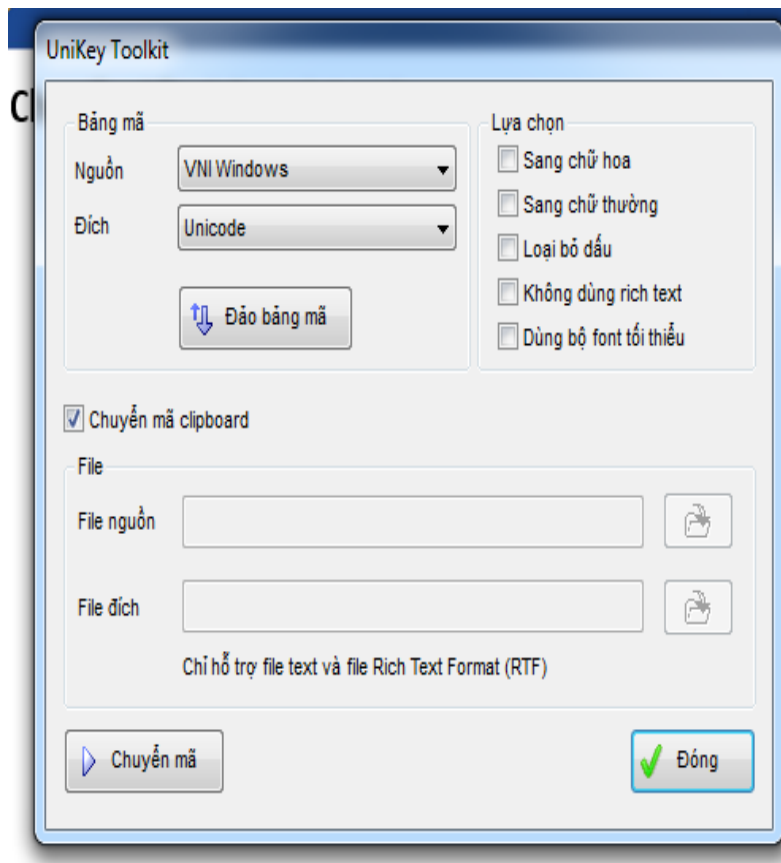 UniKey Toolkit
Bảng mã
Nguồn
VNI Windows
Đích
Unicode
Đảo bảng mã
Lựa chọn
Sang chữ hoa
Sang chữ thường
Loại bỏ dấu
Không dùng rich text
Dùng bộ font tối thiểu
Chuyển mã clipboard
File
File nguồn
File đích
Chỉ hỗ trợ file text và file Rich Text Format (RTF)
Chuyển mã
Đóng